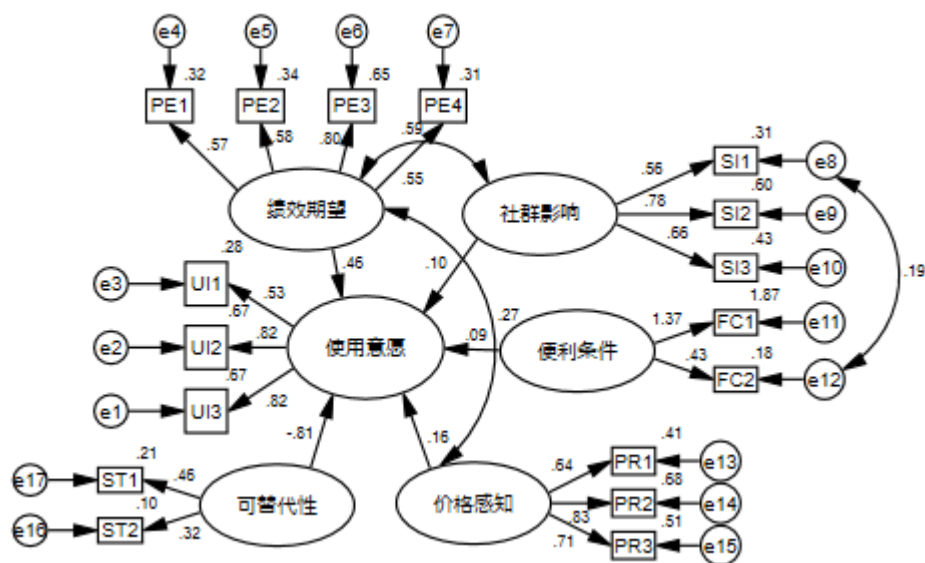 e4 e5 e6 e7
.32 .34 .65 .31
PE1 PE2 PE3 PE4
.57 .58 .80 .55 .59
绩效期望 社群影响
.31
SI1 e8
.56 .60
.78 SI2 e9
.66 .43
SI3 e10
.19
.28 .46 .10
e3 UI1 .53
.67 .27 1.87
e2 UI2 .82 使用意愿 .09 便利条件 1.37 FC1 e11
.67 .43 .18
e1 UI3 .82 FC2 e12
-.81 .16
.21 .41
e17 ST1 .46 .64 PR1 e13
.10 可替代性 价格感知 .68
e16 ST2 .32 .83 PR2 e14
.51
.71 PR3 e15